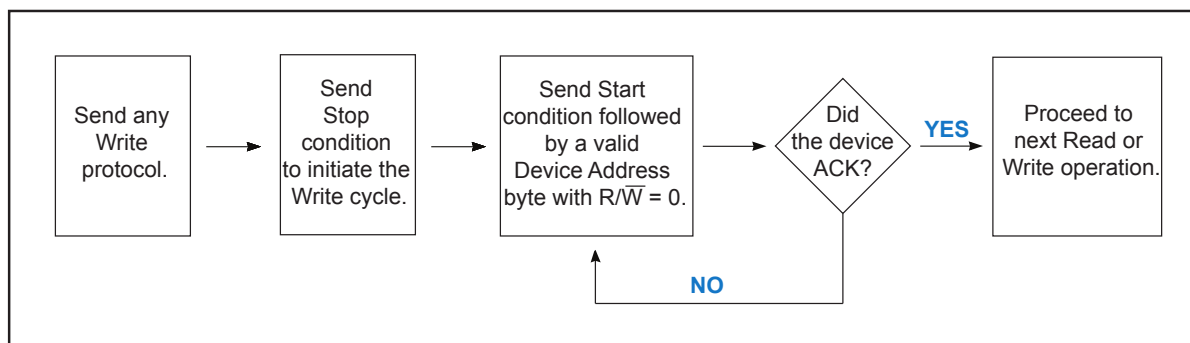 Send any
Write
protocol.
Send
Stop
condition
to initiate the
Write cycle.
Send Start
condition followed
by a valid
Device Address
byte with R/W̅ = 0.
Did
the device
ACK?
YES
Proceed to
next Read or
Write operation.
NO